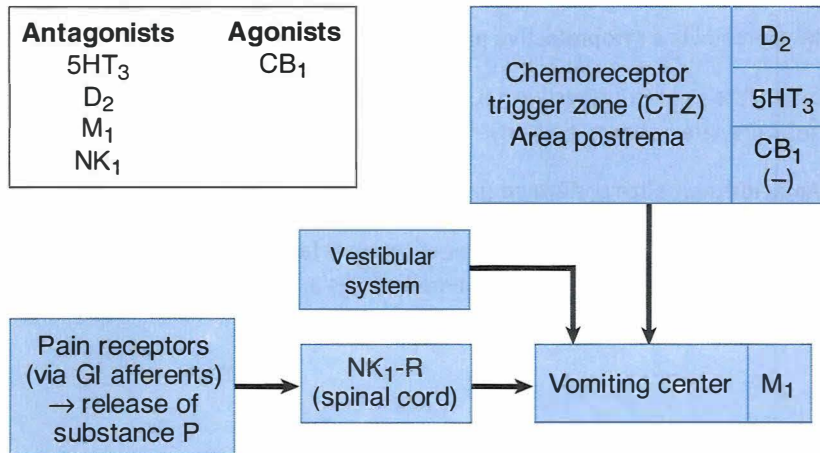 Antagonists Agonists
5HT₃ CB₁
D₂
M₁
NK₁
Chemoreceptor
trigger zone (CTZ)
Area postrema
D₂
5HT₃
CB₁
(–)
Vestibular
system
Pain receptors
(via GI afferents)
→ release of
substance P
NK₁-R
(spinal cord)
Vomiting center
M₁